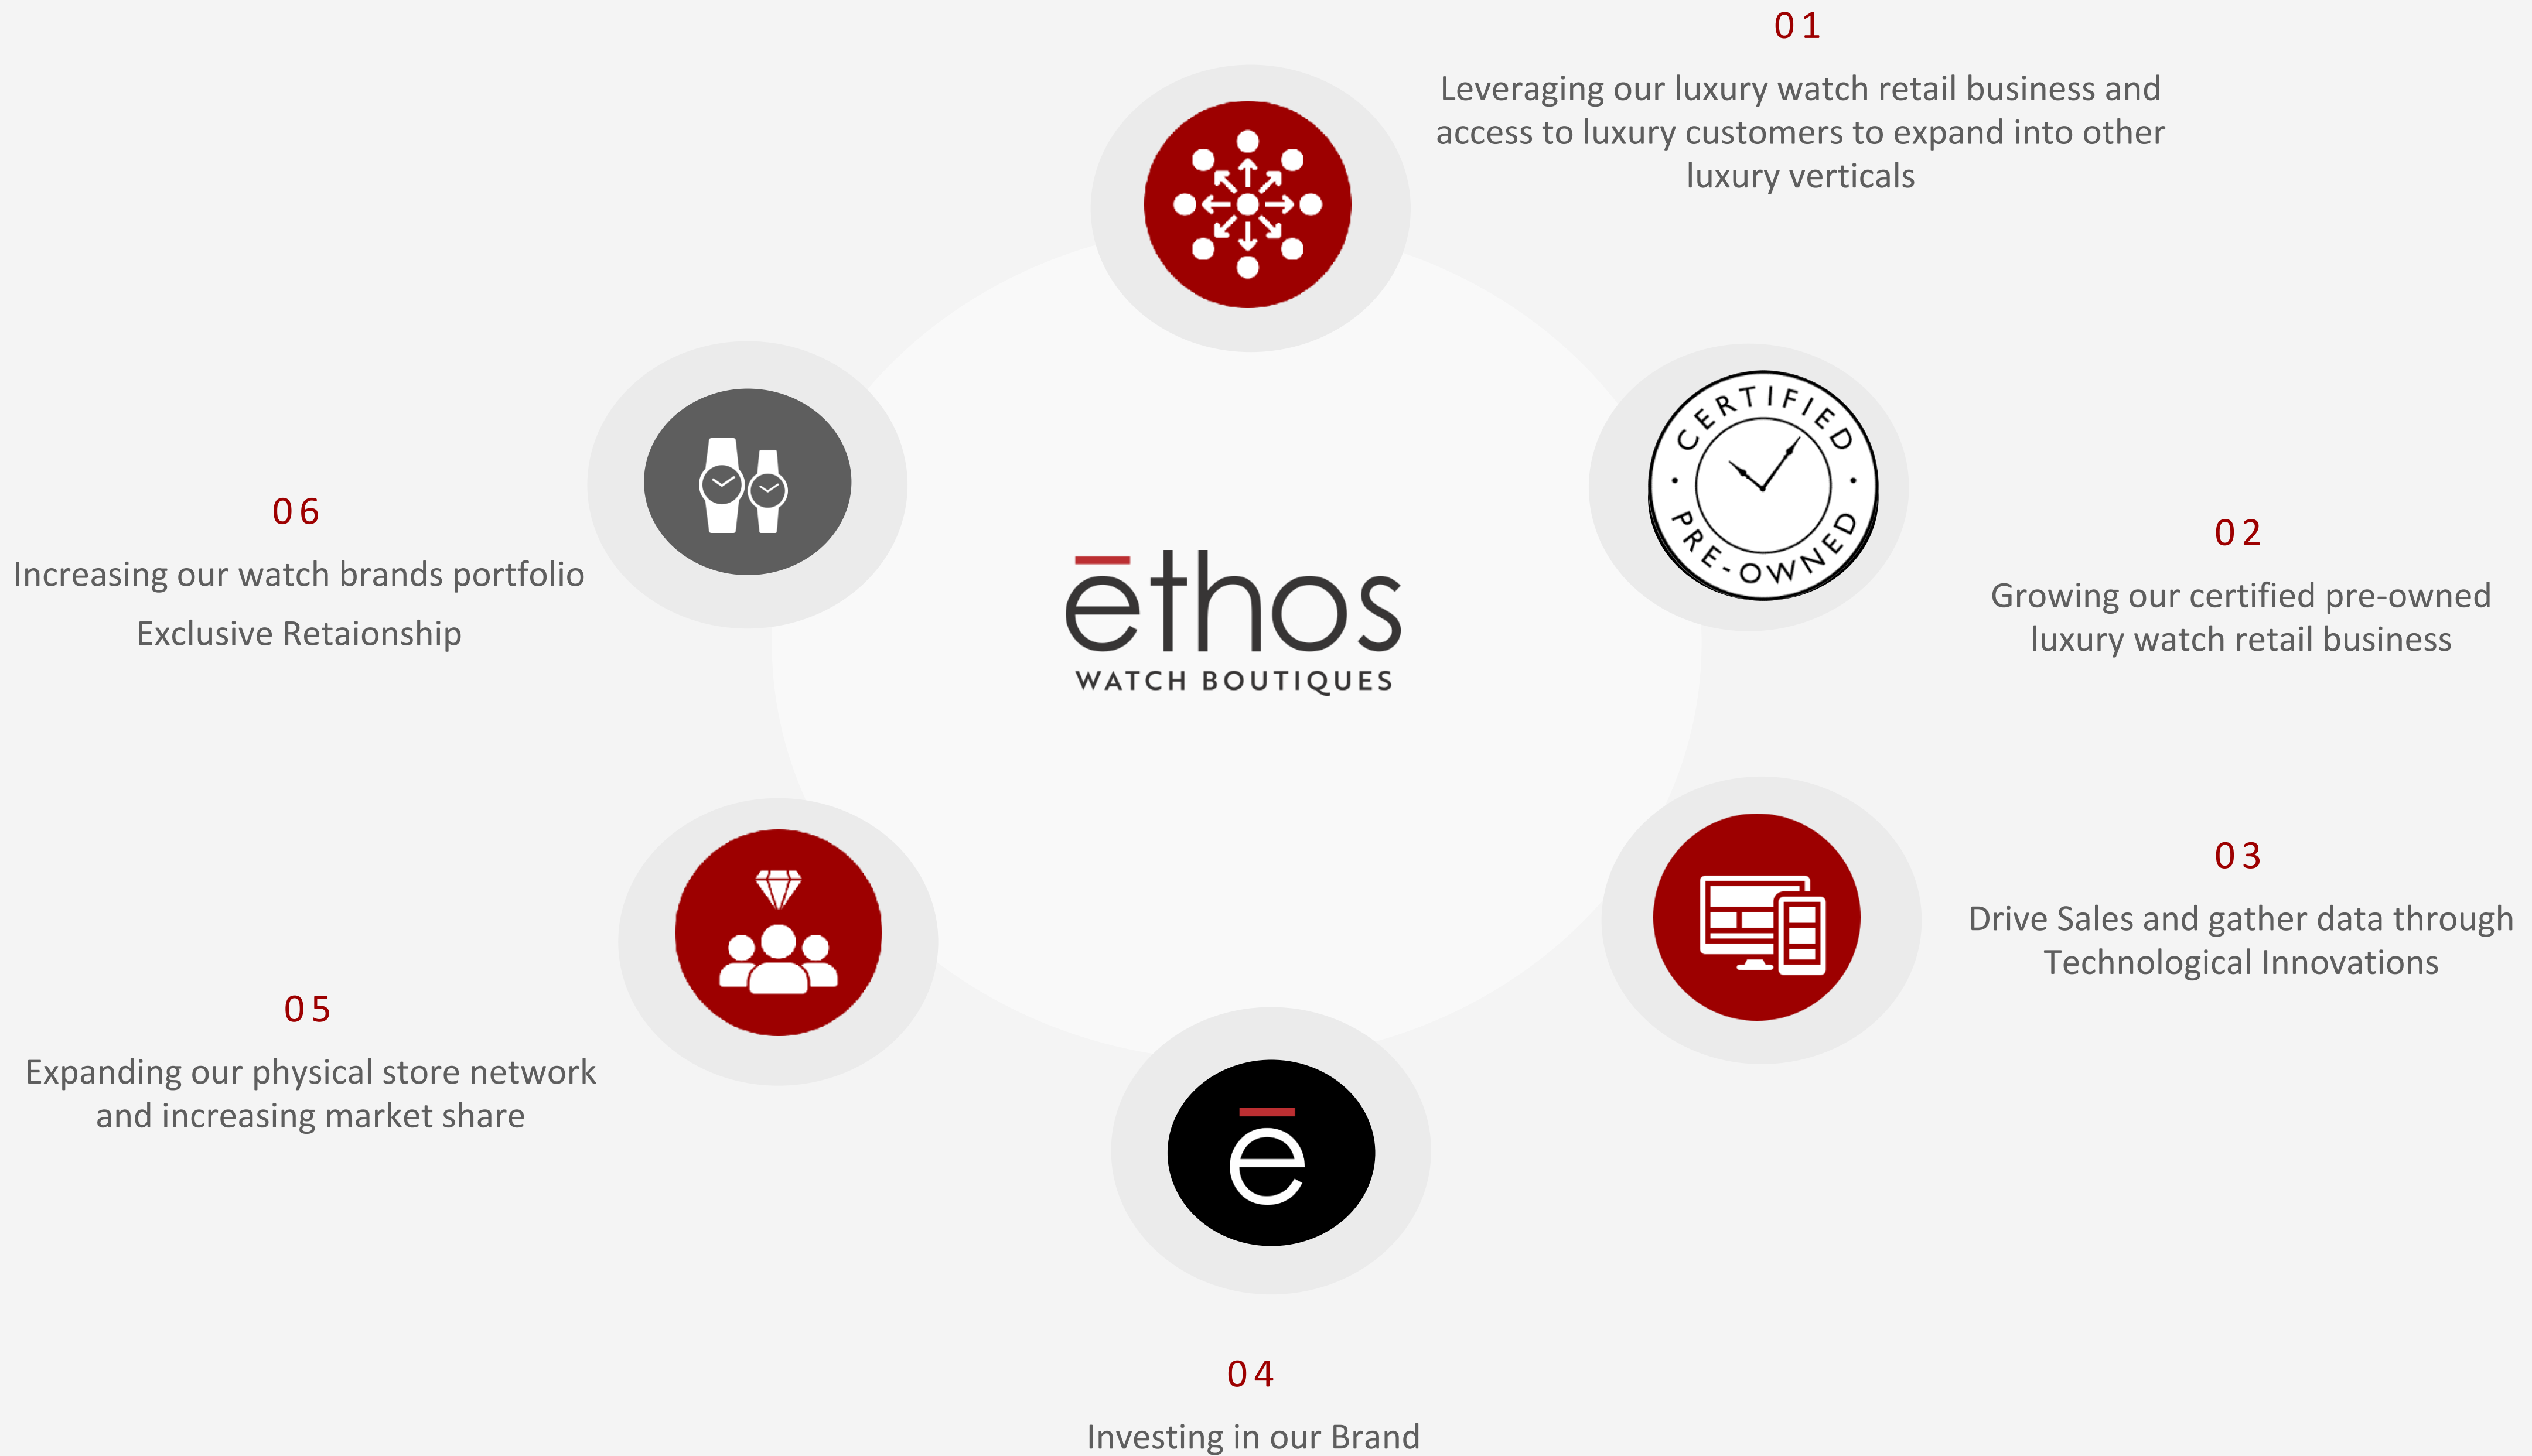 01
Leveraging our luxury watch retail business and
access to luxury customers to expand into other
luxury verticals
CERTIFIED
PRE-OWNED
02
Growing our certified pre-owned
luxury watch retail business
03
Drive Sales and gather data through
Technological Innovations
ē
04
Investing in our Brand
05
Expanding our physical store network
and increasing market share
06
Increasing our watch brands portfolio
Exclusive Retaionship
ēthos
WATCH BOUTIQUES